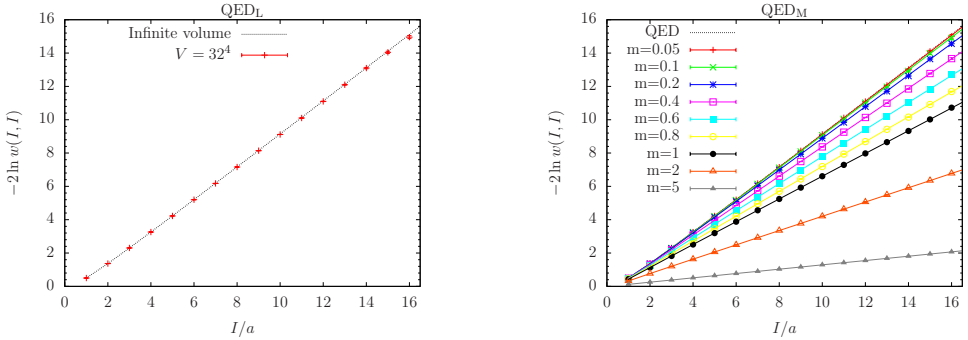 QED_L
Infinite volume
V = 32^4
−2 ln w(I, I)
16
14
12
10
8
6
4
2
0
0 2 4 6 8 10 12 14 16
I/a
QED_M
QED
m=0.05
m=0.1
m=0.2
m=0.4
m=0.6
m=0.8
m=1
m=2
m=5
−2 ln w(I, I)
16
14
12
10
8
6
4
2
0
0 2 4 6 8 10 12 14 16
I/a